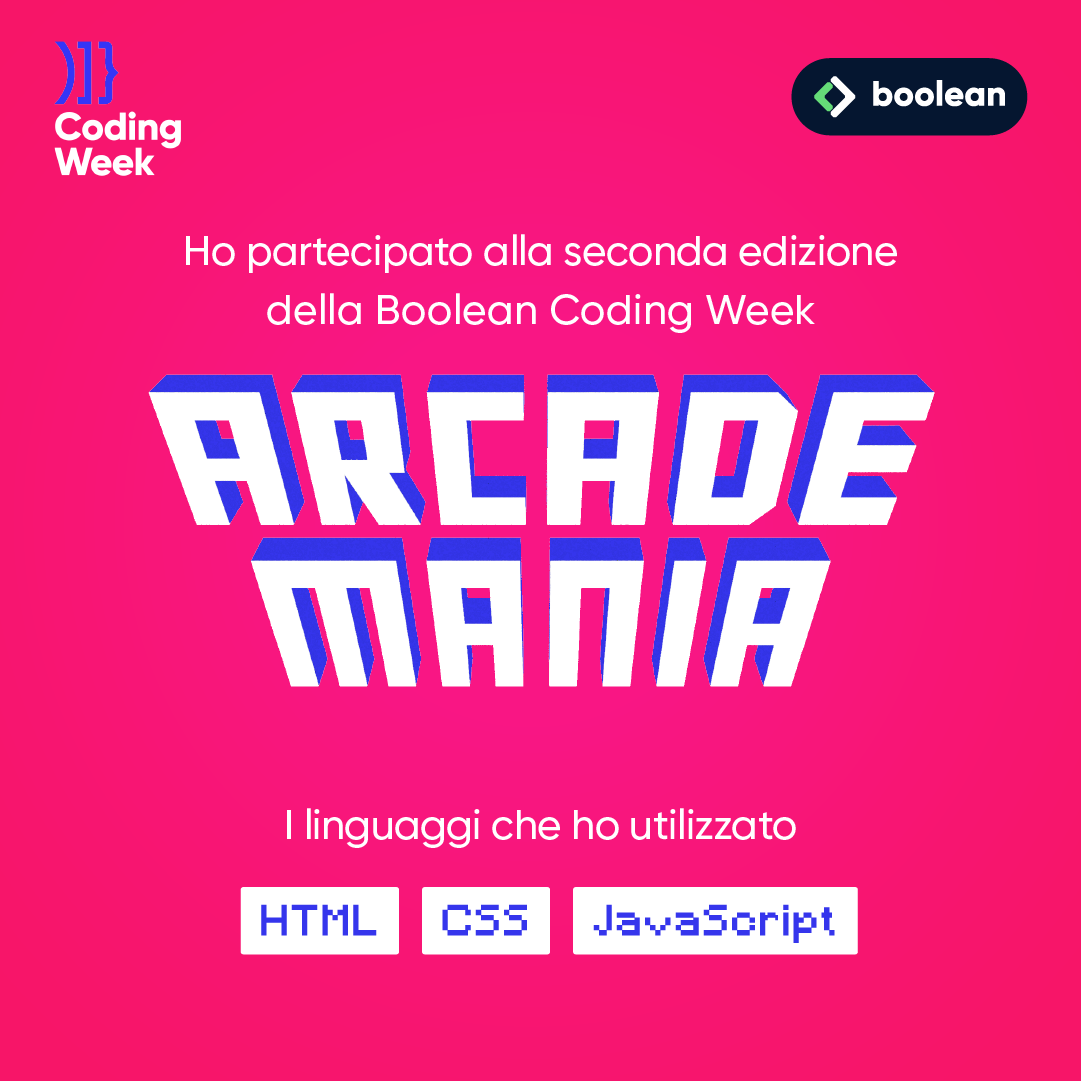 )]}
Coding
Week
boolean
Ho partecipato alla seconda edizione
della Boolean Coding Week
ARCADE
MANIA
I linguaggi che ho utilizzato
HTML CSS JavaScript